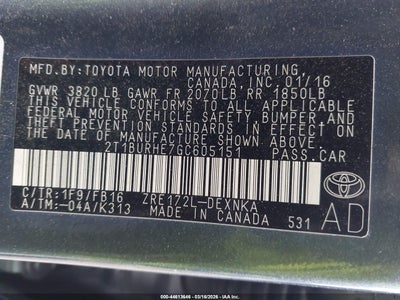 MFD.BY:TOYOTA MOTOR MANUFACTURING,
CANADA, INC. 01/16
GVWR 3820 LB GAWR FR 2070LB RR 1850LB
THIS VEHICLE CONFORMS TO ALL APPLICABLE
FEDERAL MOTOR VEHICLE SAFETY, BUMPER, AND
THEFT PREVENTION STANDARDS IN EFFECT ON
THE DATE OF MANUFACTURE SHOWN ABOVE.
2T1BURHE7GC605151 PASS.CAR
C/TR:1F9/FB16 ZRE172L-DEXNKA
A/TM:-04A/K313 MADE IN CANADA 531
AD
000-44613646 - 03/16/2026 - IAA